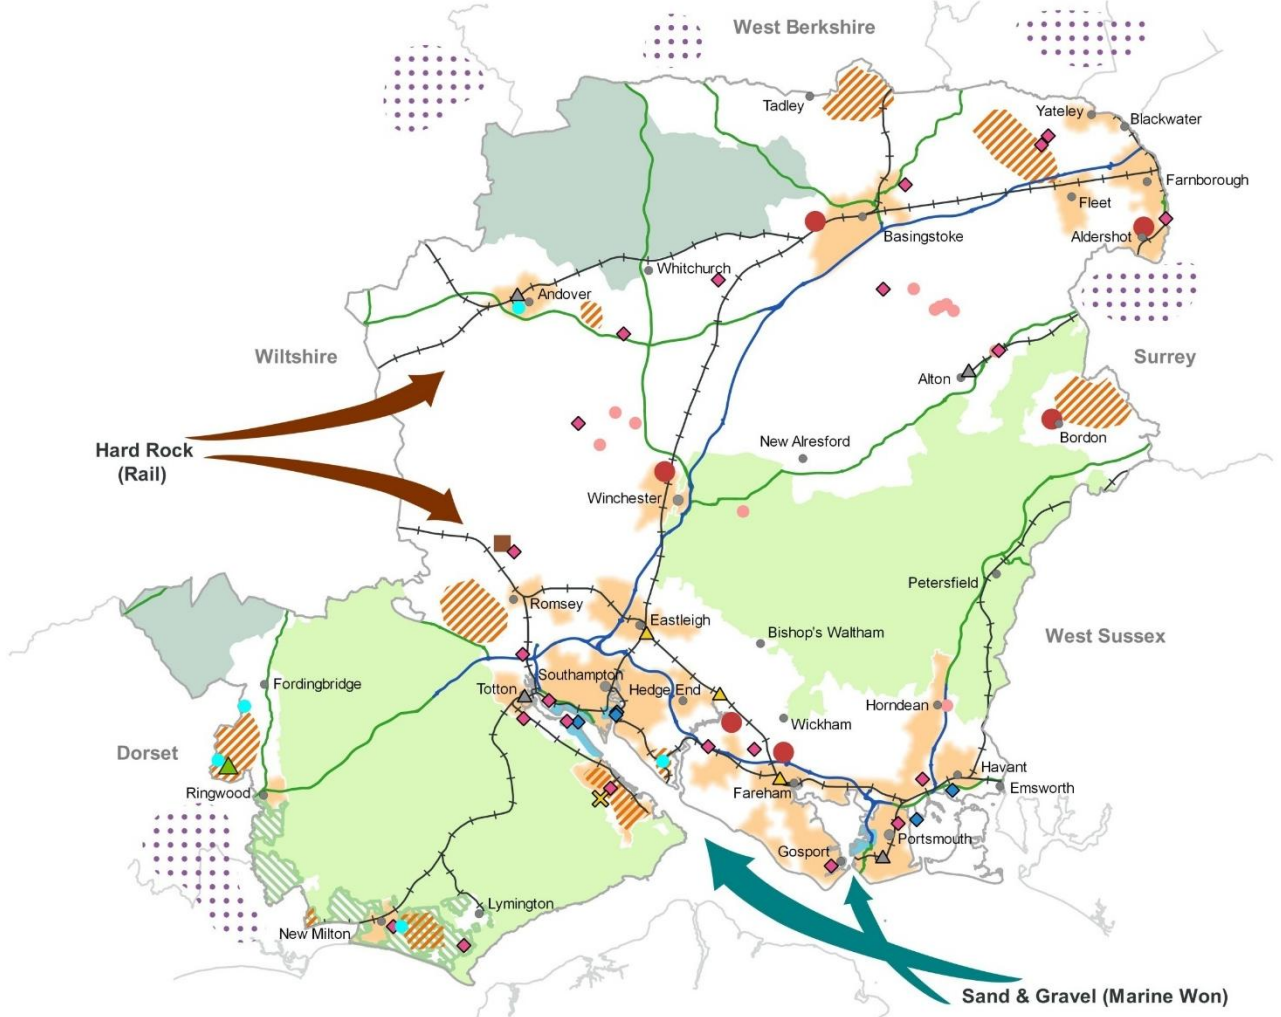 West Berkshire
Tadley
Yateley
Blackwater
Farnborough
Fleet
Aldershot
Basingstoke
Whitchurch
Andover
Wiltshire
Surrey
Alton
Hard Rock
(Rail)
New Alresford
Bordon
Winchester
Petersfield
Romsey
Eastleigh
Bishop's Waltham
West Sussex
Southampton
Fordingbridge
Totton
Hedge End
Horndean
Wickham
Dorset
Havant
Ringwood
Fareham
Emsworth
Portsmouth
Gosport
Lymington
New Milton
Sand & Gravel (Marine Won)